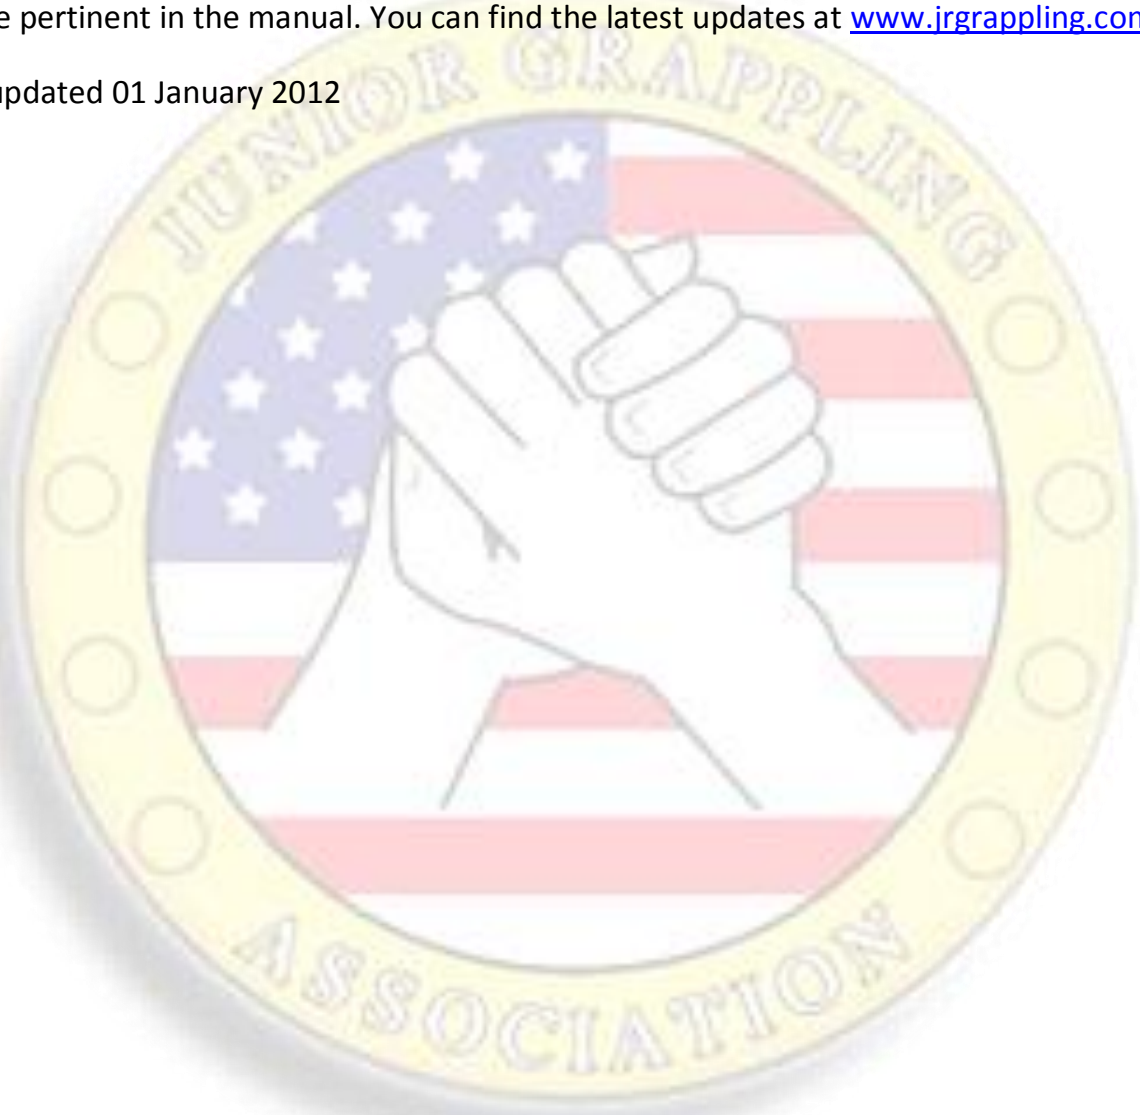 e pertinent in the manual. You can find the latest updates at www.jrgrappling.com
updated 01 January 2012
JUNIOR GRAPPLING
ASSOCIATION